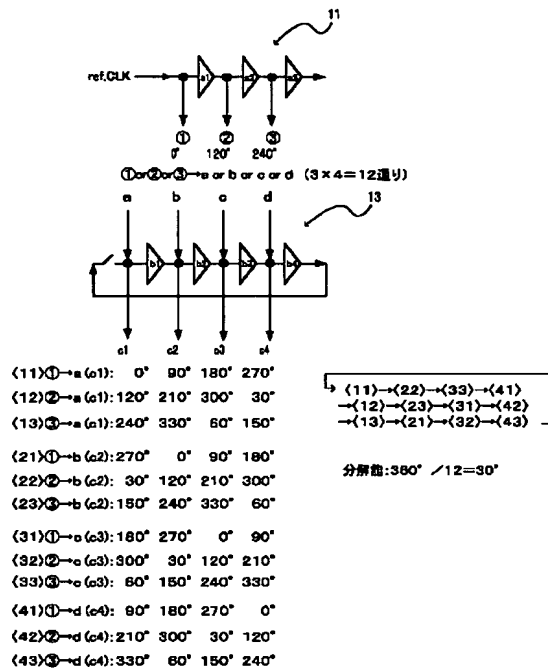 11
ref.CLK
a1 a2 a3
① ② ③
0° 120° 240°
①or②or③→a or b or c or d (3×4=12通り)
a b c d
13
b1 b2 b3 b4
c1 c2 c3 c4
〈11〉①→a(c1): 0° 90° 180° 270°
〈12〉②→a(c1): 120° 210° 300° 30°
〈13〉③→a(c1): 240° 330° 60° 150°
〈21〉①→b(c2): 270° 0° 90° 180°
〈22〉②→b(c2): 30° 120° 210° 300°
〈23〉③→b(c2): 150° 240° 330° 60°
〈31〉①→c(c3): 180° 270° 0° 90°
〈32〉②→c(c3): 300° 30° 120° 210°
〈33〉③→c(c3): 60° 150° 240° 330°
〈41〉①→d(c4): 90° 180° 270° 0°
〈42〉②→d(c4): 210° 300° 30° 120°
〈43〉③→d(c4): 330° 60° 150° 240°
〈11〉→〈22〉→〈33〉→〈41〉
→〈12〉→〈23〉→〈31〉→〈42〉
→〈13〉→〈21〉→〈32〉→〈43〉
分解能:360° /12=30°